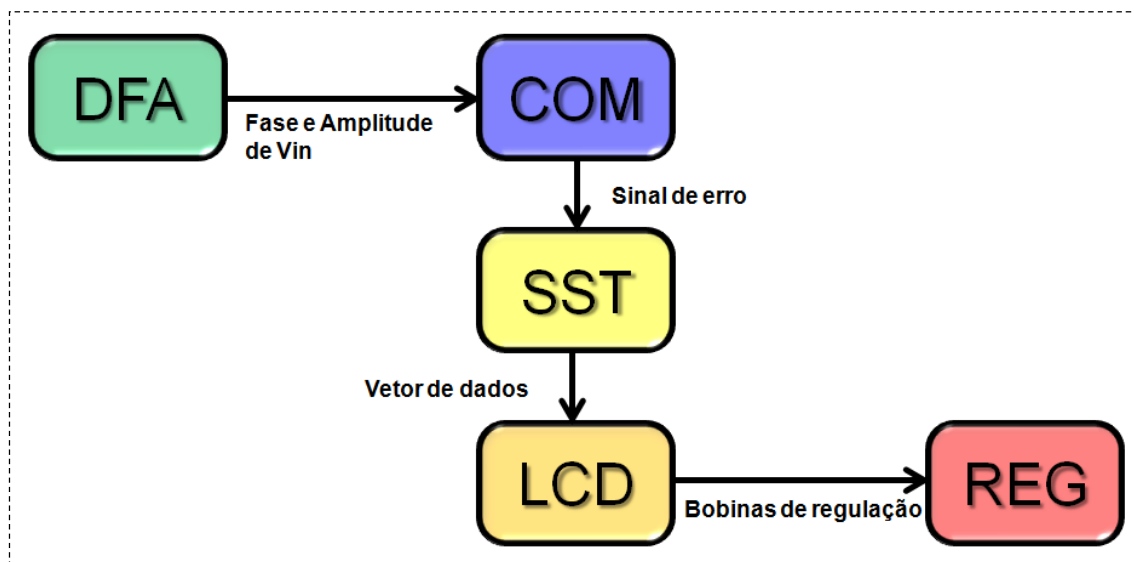 DFA
COM
Fase e Amplitude
de Vin
Sinal de erro
SST
Vetor de dados
LCD
REG
Bobinas de regulação